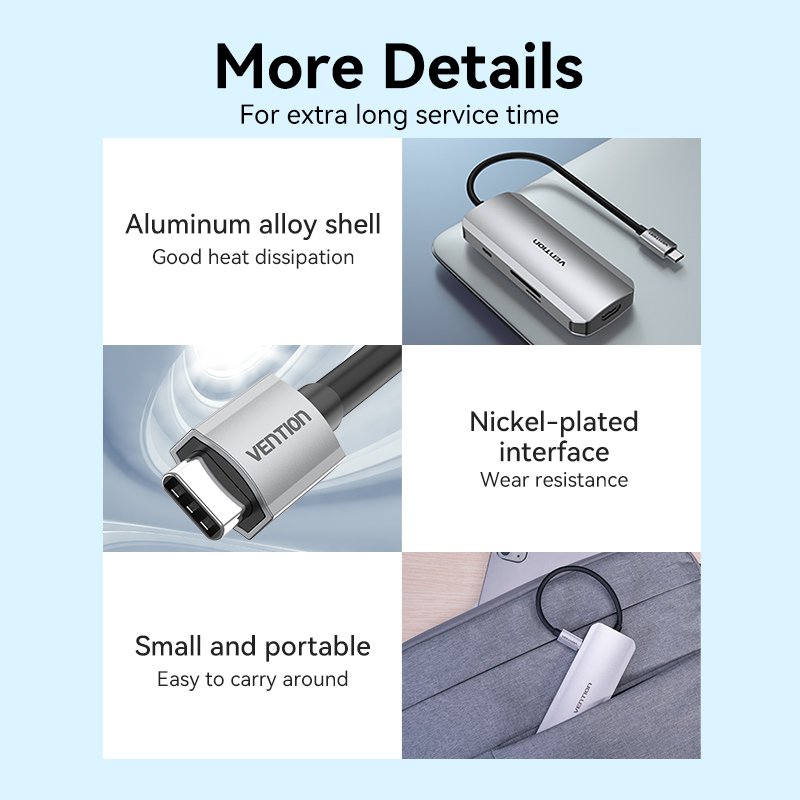 More Details
For extra long service time
Aluminum alloy shell
Good heat dissipation
VENTION
VENTION
VENTION
Nickel-plated
interface
Wear resistance
Small and portable
Easy to carry around
VENTION